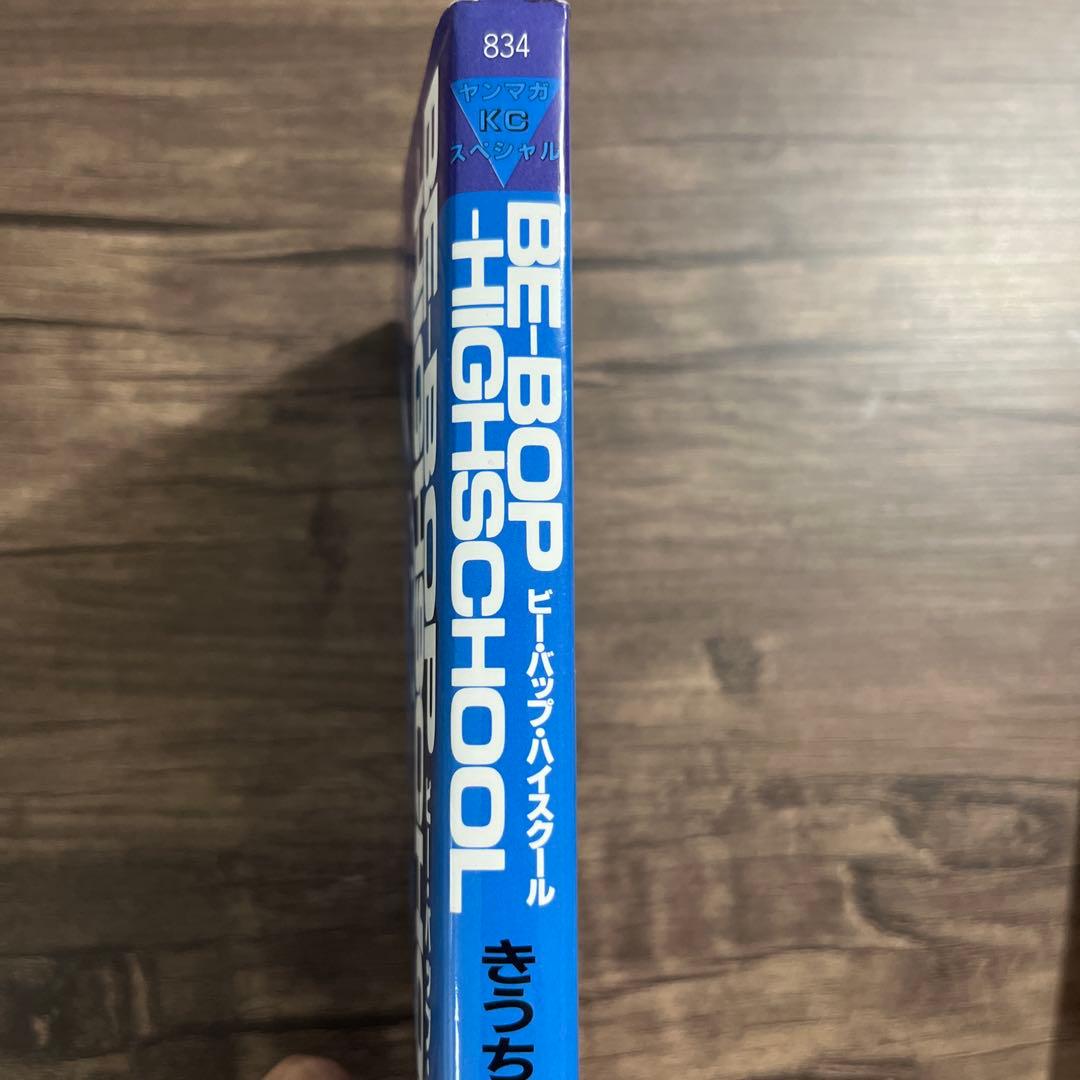 834
ヤンマガ
KC
スペシャル
BE-BOP
-HIGHSCHOOL
ビー・バップ・ハイスクール
きうち